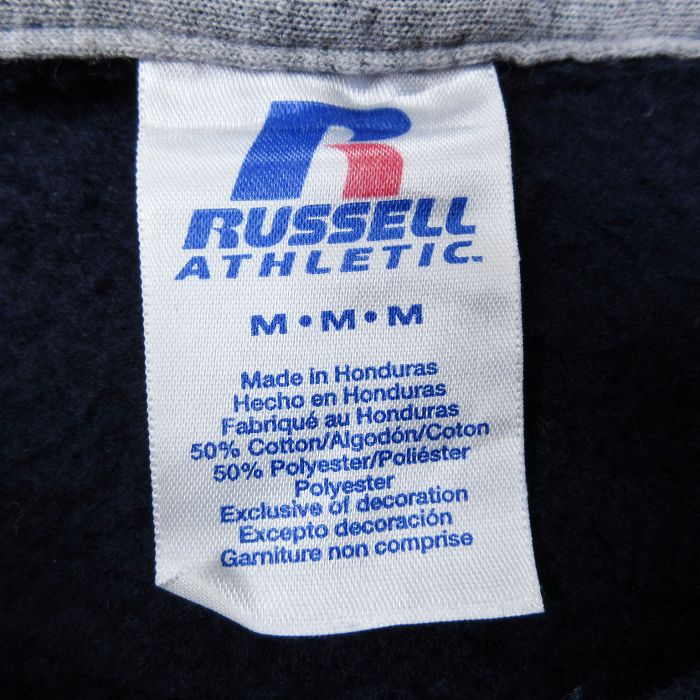 R
RUSSELL
ATHLETIC™
M • M • M
Made in Honduras
Hecho en Honduras
Fabriqué au Honduras
50% Cotton/Algodón/Coton
50% Polyester/Poliéster
Polyester
Exclusive of decoration
Excepto decoración
Garniture non comprise